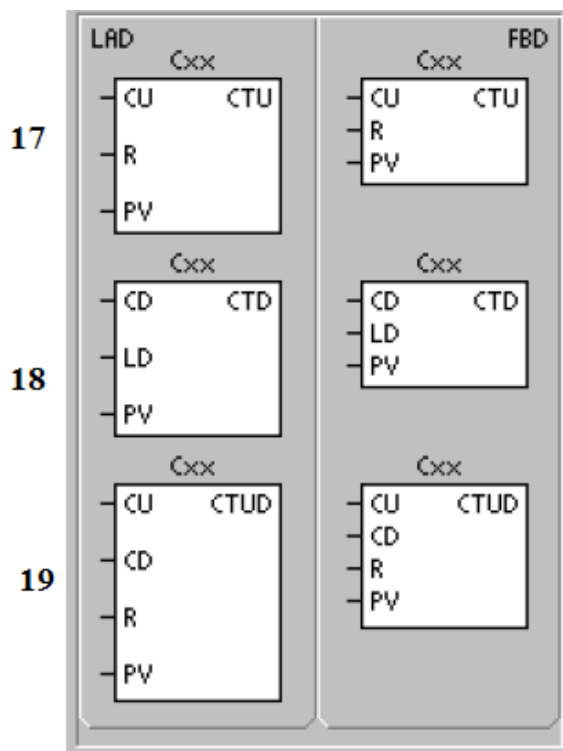 LAD FBD
Cxx Cxx
CU CTU CU CTU
17 R R
PV PV
Cxx Cxx
CD CTD CD CTD
LD LD
18 PV PV
Cxx Cxx
CU CTUD CU CTUD
CD CD
19 R R
PV PV